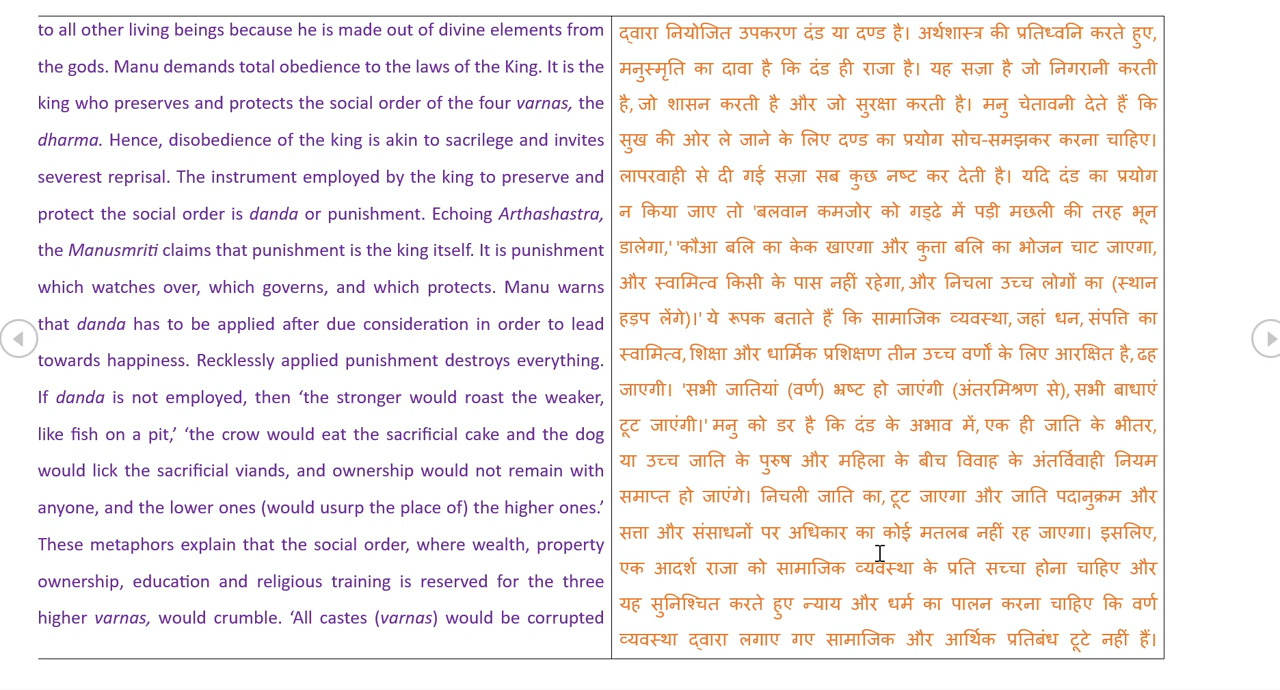 to all other living beings because he is made out of divine elements from
the gods. Manu demands total obedience to the laws of the King. It is the
king who preserves and protects the social order of the four varnas, the
dharma. Hence, disobedience of the king is akin to sacrilege and invites
severest reprisal. The instrument employed by the king to preserve and
protect the social order is danda or punishment. Echoing Arthashastra,
the Manusmriti claims that punishment is the king itself. It is punishment
which watches over, which governs, and which protects. Manu warns
that danda has to be applied after due consideration in order to lead
towards happiness. Recklessly applied punishment destroys everything.
If danda is not employed, then ‘the stronger would roast the weaker,
like fish on a pit,’ ‘the crow would eat the sacrificial cake and the dog
would lick the sacrificial viands, and ownership would not remain with
anyone, and the lower ones (would usurp the place of) the higher ones.’
These metaphors explain that the social order, where wealth, property
ownership, education and religious training is reserved for the three
higher varnas, would crumble. ‘All castes (varnas) would be corrupted
द्वारा नियोजित उपकरण दंड या दण्ड है। अर्थशास्त्र की प्रतिध्वनि करते हुए,
मनुस्मृति का दावा है कि दंड ही राजा है। यह सज़ा है जो निगरानी करती
है, जो शासन करती है और जो सुरक्षा करती है। मनु चेतावनी देते हैं कि
सुख की ओर ले जाने के लिए दण्ड का प्रयोग सोच-समझकर करना चाहिए।
लापरवाही से दी गई सज़ा सब कुछ नष्ट कर देती है। यदि दंड का प्रयोग
न किया जाए तो 'बलवान कमजोर को गड्ढे में पड़ी मछली की तरह भून
डालेगा,' 'कौआ बलि का केक खाएगा और कुत्ता बलि का भोजन चाट जाएगा,
और स्वामित्व किसी के पास नहीं रहेगा, और निचला उच्च लोगों का (स्थान
हड़प लेंगे)।' ये रूपक बताते हैं कि सामाजिक व्यवस्था, जहां धन, संपत्ति का
स्वामित्व, शिक्षा और धार्मिक प्रशिक्षण तीन उच्च वर्णों के लिए आरक्षित है, ढह
जाएगी। 'सभी जातियां (वर्ण) भ्रष्ट हो जाएंगी (अंतरमिश्रण से), सभी बाधाएं
टूट जाएंगी।' मनु को डर है कि दंड के अभाव में, एक ही जाति के भीतर,
या उच्च जाति के पुरुष और महिला के बीच विवाह के अंतर्विवाही नियम
समाप्त हो जाएंगे। निचली जाति का, टूट जाएगा और जाति पदानुक्रम और
सत्ता और संसाधनों पर अधिकार का कोई मतलब नहीं रह जाएगा। इसलिए,
एक आदर्श राजा को सामाजिक व्यवस्था के प्रति सच्चा होना चाहिए और
यह सुनिश्चित करते हुए न्याय और धर्म का पालन करना चाहिए कि वर्ण
व्यवस्था द्वारा लगाए गए सामाजिक और आर्थिक प्रतिबंध टूटे नहीं हैं।